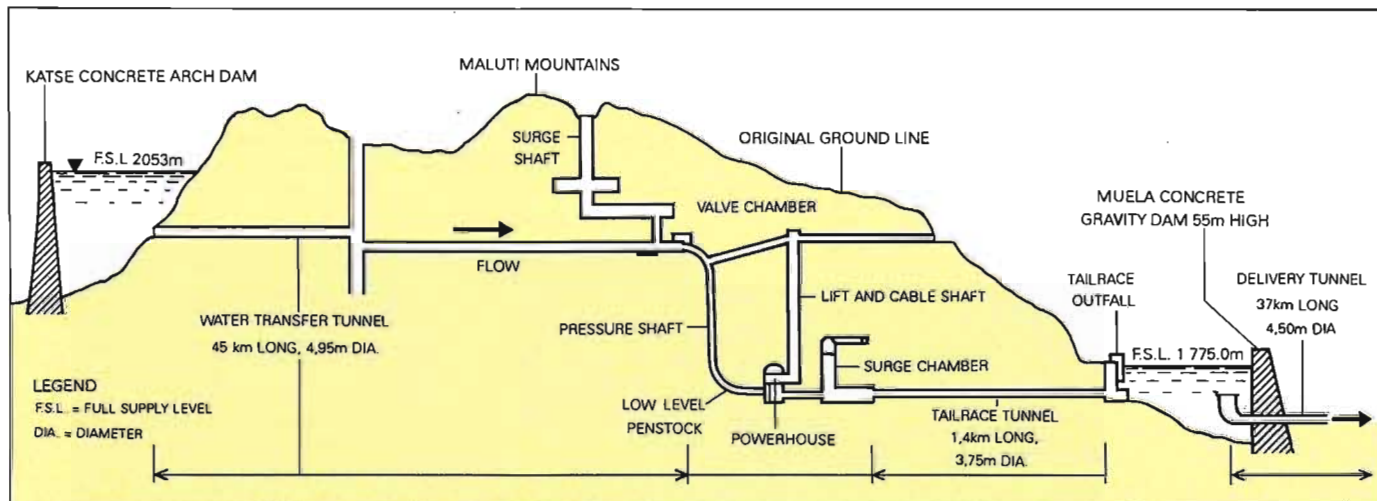 KATSE CONCRETE ARCH DAM
MALUTI MOUNTAINS
F.S.L 2053m
SURGE
SHAFT
ORIGINAL GROUND LINE
VALVE CHAMBER
MUELA CONCRETE
GRAVITY DAM 55m HIGH
FLOW
LIFT AND CABLE SHAFT
TAILRACE
OUTFALL
DELIVERY TUNNEL
37km LONG
4,50m DIA
WATER TRANSFER TUNNEL
45 km LONG, 4,95m DIA.
PRESSURE SHAFT
F.S.L. 1 775.0m
SURGE CHAMBER
LEGEND
F.S.L. = FULL SUPPLY LEVEL
DIA. = DIAMETER
LOW LEVEL
PENSTOCK
POWERHOUSE
TAILRACE TUNNEL
1,4km LONG,
3,75m DIA.